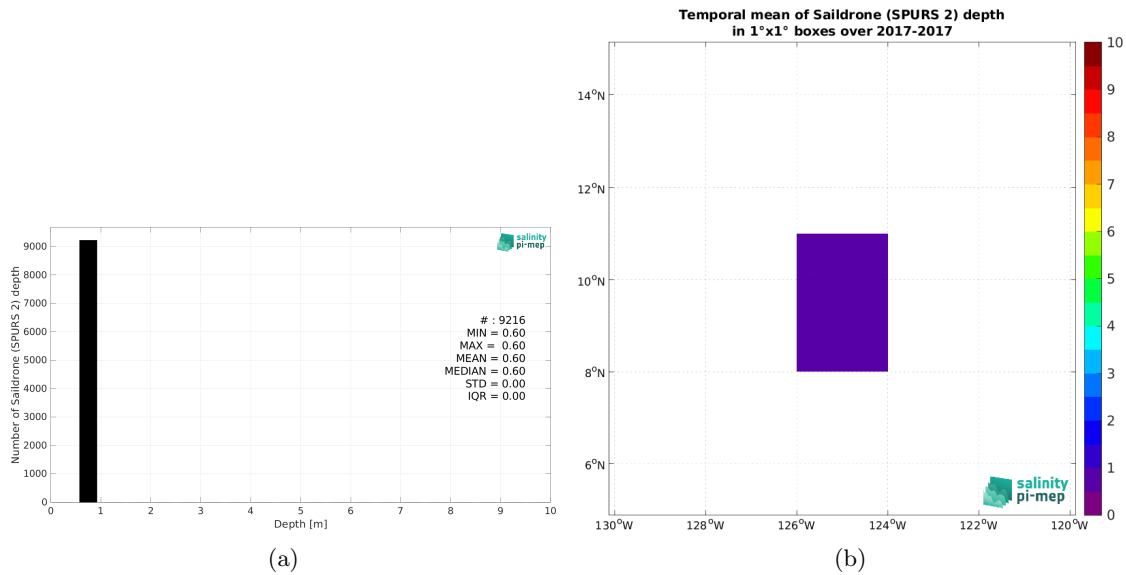 Number of Saildrone (SPURS 2) depth
9000
8000
7000
6000
5000
4000
3000
2000
1000
0
salinity
pi-mep
# : 9216
MIN = 0.60
MAX = 0.60
MEAN = 0.60
MEDIAN = 0.60
STD = 0.00
IQR = 0.00
0 1 2 3 4 5 6 7 8 9 10
Depth [m]
(a)
Temporal mean of Saildrone (SPURS 2) depth
in 1°x1° boxes over 2017-2017
14°N
12°N
10°N
8°N
6°N
130°W 128°W 126°W 124°W 122°W 120°W
salinity
pi-mep
10
9
8
7
6
5
4
3
2
1
0
(b)